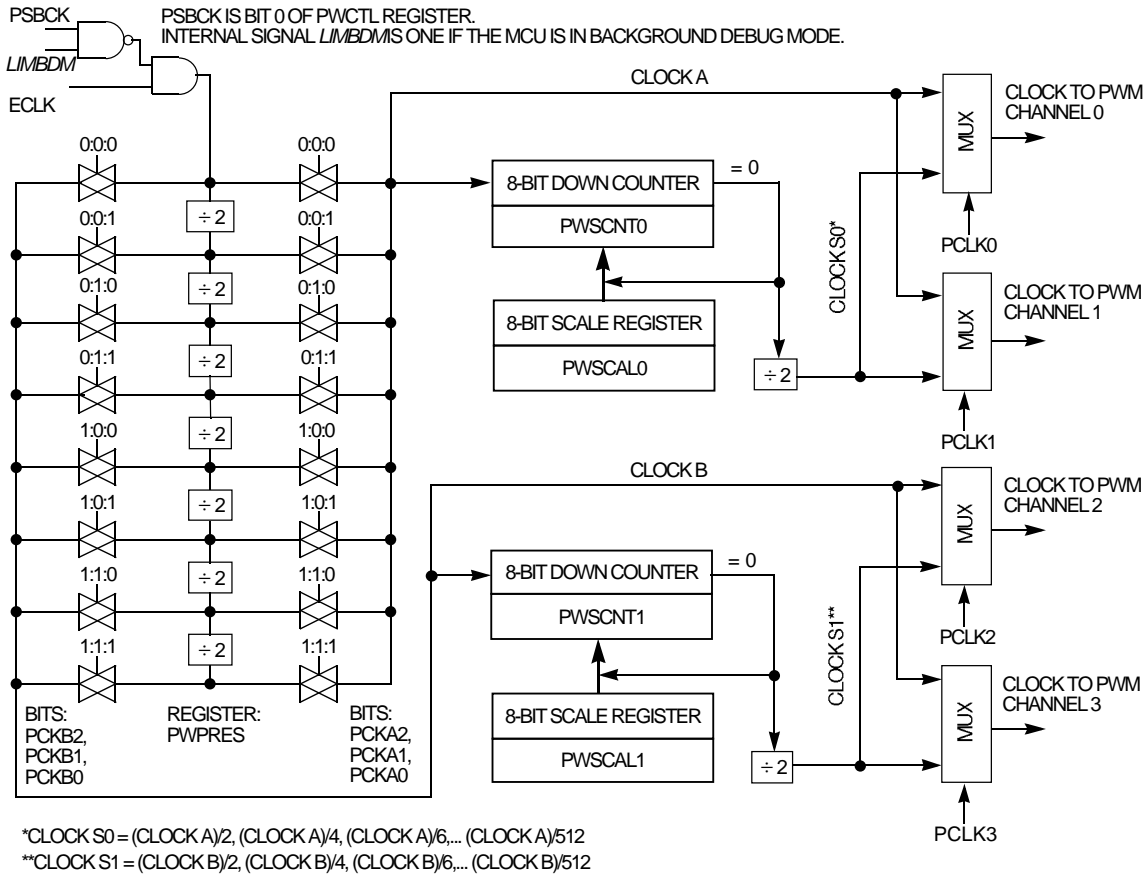 PSBCK
PSBCK IS BIT 0 OF PWCTL REGISTER.
INTERNAL SIGNAL LIMBDM IS ONE IF THE MCU IS IN BACKGROUND DEBUG MODE.
LIMBDM
ECLK
CLOCK A
CLOCK TO PWM
CHANNEL 0
MUX
0:0:0
0:0:0
8-BIT DOWN COUNTER
= 0
PWSCNT0
÷ 2
0:0:1
0:0:1
CLOCK S0*
PCLK0
÷ 2
0:1:0
0:1:0
8-BIT SCALE REGISTER
PWSCAL0
CLOCK TO PWM
CHANNEL 1
MUX
÷ 2
0:1:1
0:1:1
÷ 2
÷ 2
PCLK1
1:0:0
1:0:0
CLOCK B
CLOCK TO PWM
CHANNEL 2
MUX
÷ 2
1:0:1
1:0:1
8-BIT DOWN COUNTER
= 0
PWSCNT1
÷ 2
1:1:0
1:1:0
CLOCK S1**
PCLK2
÷ 2
1:1:1
1:1:1
8-BIT SCALE REGISTER
PWSCAL1
÷ 2
CLOCK TO PWM
CHANNEL 3
MUX
PCLK3
BITS:
PCKB2,
PCKB1,
PCKB0
REGISTER:
PWPRES
BITS:
PCKA2,
PCKA1,
PCKA0
*CLOCK S0 = (CLOCK A)/2, (CLOCK A)/4, (CLOCK A)/6,... (CLOCK A)/512
**CLOCK S1 = (CLOCK B)/2, (CLOCK B)/4, (CLOCK B)/6,... (CLOCK B)/512